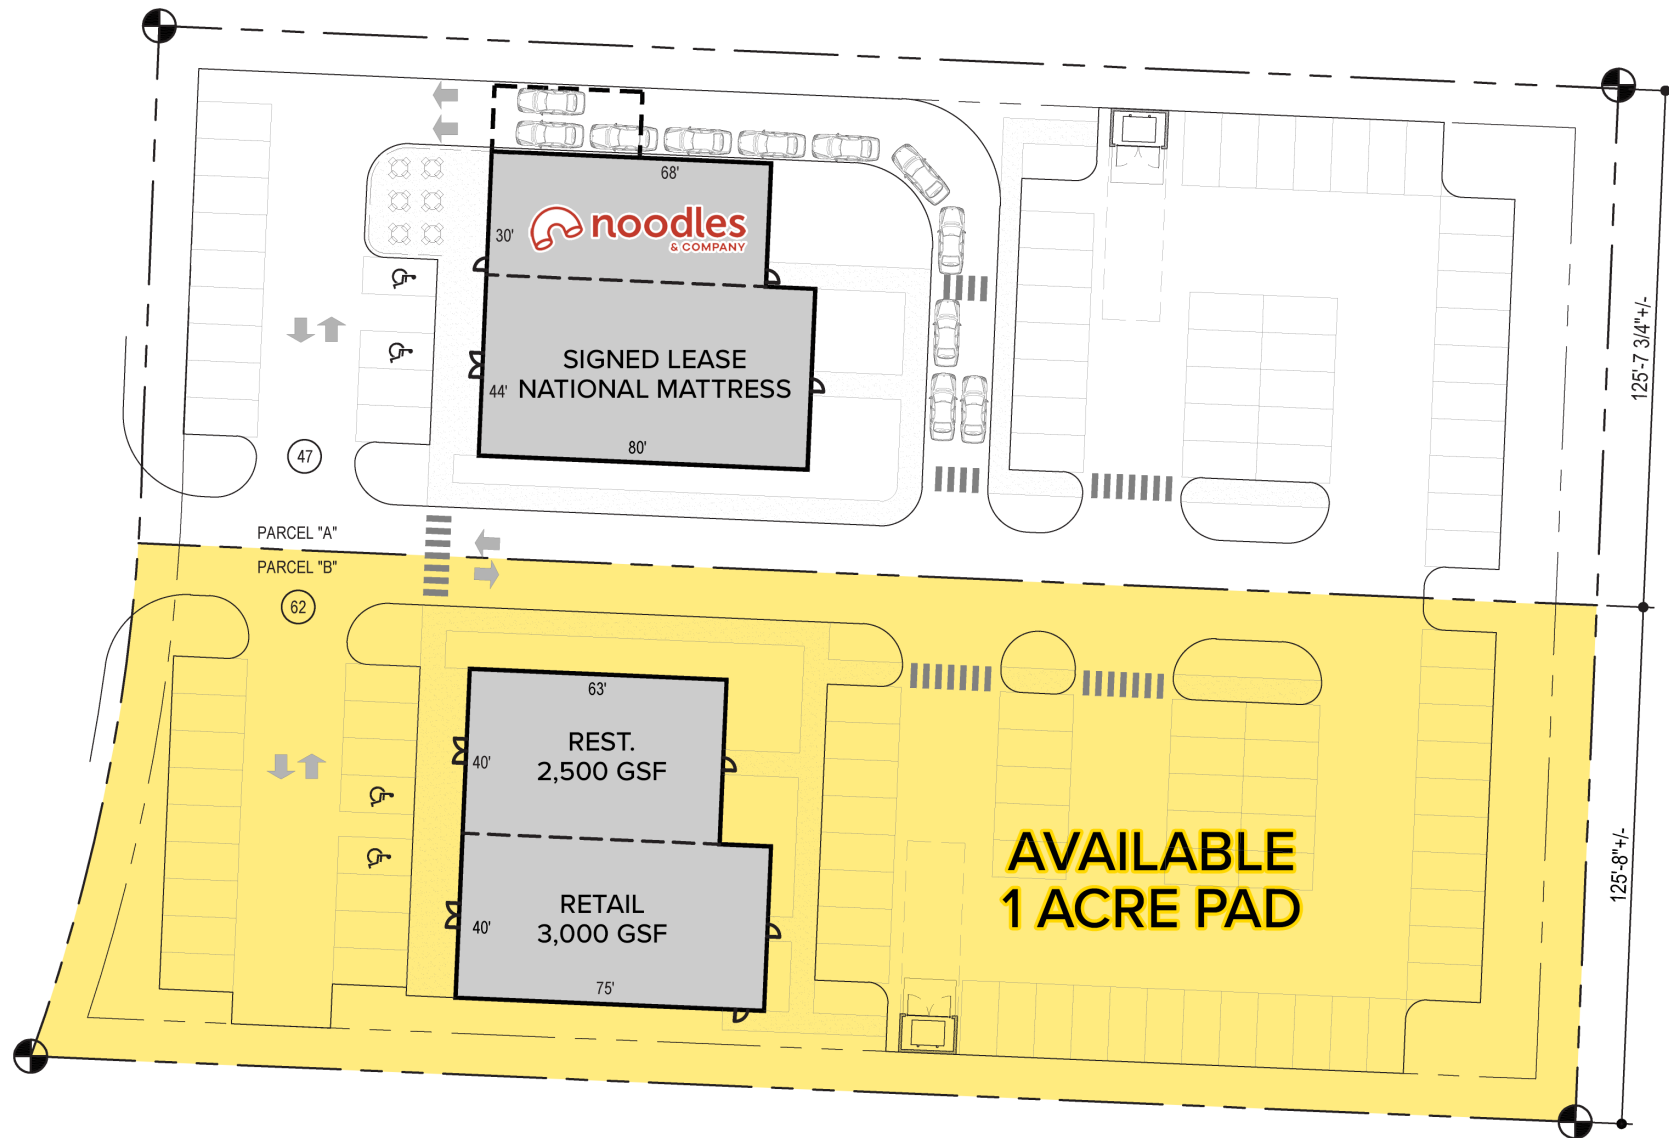 68'
noodles
& COMPANY
30'
SIGNED LEASE
NATIONAL MATTRESS
44'
80'
47
125'-7 3/4"+/-
PARCEL "A"
PARCEL "B"
62
63'
REST.
2,500 GSF
40'
AVAILABLE
1 ACRE PAD
125'-8"+/-
RETAIL
3,000 GSF
40'
75'